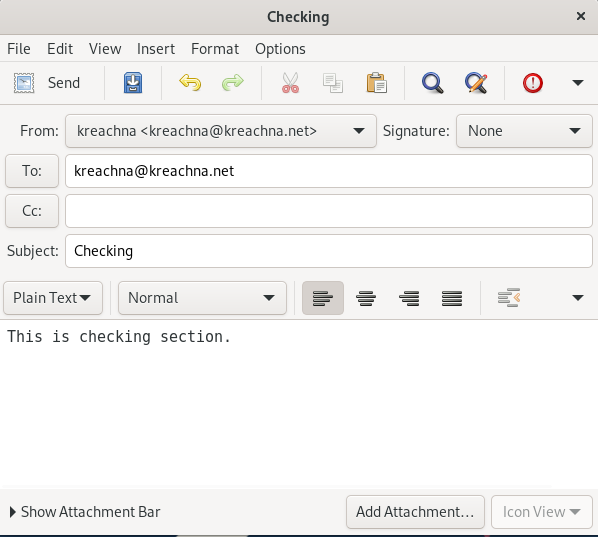 Checking
File Edit View Insert Format Options
Send
From: kreachna <kreachna@kreachna.net> Signature: None
To: kreachna@kreachna.net
Cc:
Subject: Checking
Plain Text Normal
This is checking section.
Show Attachment Bar Add Attachment... Icon View